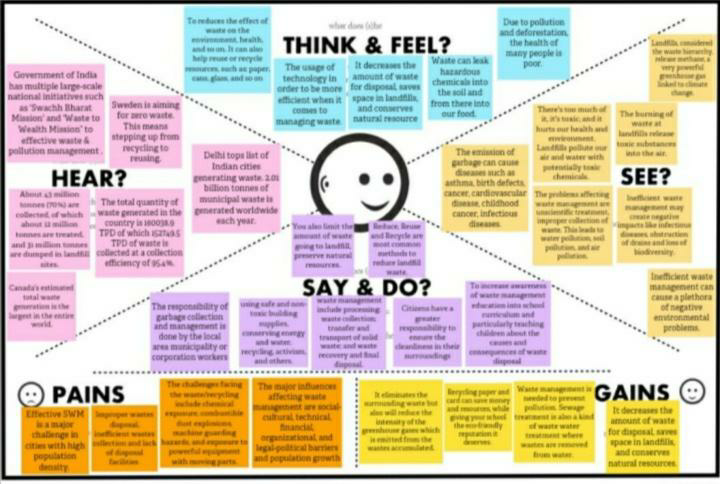 To reduces the effect of
waste on the
environment, health,
and so on. It can also
help reuse or recycle
resources, such as paper,
cans, glass, and so on
what does (s)he
THINK & FEEL?
The usage of
technology in
order to be more
efficient when it
comes to
managing waste.
It decreases the
amount of waste
for disposal, saves
space in landfills,
and conserves
natural resource
Waste can leak
hazardous
chemicals into
the soil and
from there into
our food.
Due to pollution
and deforestation,
the health of
many people is
poor.
Government of India
has multiple large-scale
national initiatives such
as 'Swachh Bharat
Mission' and 'Waste to
Wealth Mission' to
effective waste &
pollution management .
Sweden is aiming
for zero waste.
This means
stepping up from
recycling to
reusing.
Delhi tops list of
Indian cities
generating waste. 2.01
billion tonnes of
municipal waste is
generated worldwide
each year.
HEAR?
About 43 million
tonnes (70%) are
collected, of which
about 12 million
tonnes are treated,
and 31 million tonnes
are dumped in landfill
sites.
The total quantity of
waste generated in the
country is 160038.9
TPD of which 152749.5
TPD of waste is
collected at a collection
efficiency of 95.4%.
Canada's estimated
total waste
generation is the
largest in the entire
world.
Landfills, considered
the waste hierarchy,
release methane, a
very powerful
greenhouse gas
linked to climate
change.
There's too much of
it, it's toxic; and it
hurts our health and
environment.
Landfills pollute our
air and water with
potentially toxic
chemicals.
The burning of
waste at
landfills release
toxic substances
into the air.
The emission of
garbage can cause
diseases such as
asthma, birth defects,
cancer, cardiovascular
disease, childhood
cancer, infectious
diseases.
SEE?
The problems affecting
waste management are
unscientific treatment,
improper collection of
waste. This leads to
water pollution, soil
pollution, and air
pollution.
Inefficient waste
management may
create negative
impacts like infectious
diseases, obstruction
of drains and loss of
biodiversity.
Inefficient waste
management can
cause a plethora
of negative
environmental
problems.
You also limit the
amount of waste
going to landfill,
preserve natural
resources.
Reduce, Reuse
and Recycle are
most common
methods to
reduce landfill
waste.
SAY & DO?
The responsibility of
garbage collection
and management is
done by the local
area municipality or
corporation workers
using safe and non-
toxic building
supplies,
conserving energy
and water,
recycling, activism,
and others.
waste management
include processing
waste collection;
transfer and
transport of solid
waste; and waste
recovery and final
disposal.
Citizens have a
greater
responsibility to
ensure the
cleanliness in their
surroundings
To increase awareness
of waste management
education into school
curriculum and
particularly teaching
children about the
causes and
consequences of waste
disposal
PAINS
Effective SWM
is a major
challenge in
cities with high
population
density.
Improper wastes
disposal,
inefficient wastes
collection and lack
of disposal
facilities
The challenges facing
the waste/recycling
include chemical
exposure, combustible
dust explosions,
machine guarding
hazards, and exposure to
powerful equipment
with moving parts.
The major influences
affecting waste
management are social-
cultural, technical,
financial,
organizational, and
legal-political barriers
and population growth
GAINS
It eliminates the
surrounding waste but
also will reduce the
intensity of the
greenhouse gases which
is emitted from the
wastes accumulated.
Recycling paper and
card can save money
and resources, while
giving your school
the eco-friendly
reputation it
deserves.
Waste management is
needed to prevent
pollution. Sewage
treatment is also a kind
of waste water
treatment where
wastes are removed
from water.
It decreases the
amount of waste
for disposal, saves
space in landfills,
and conserves
natural resources.